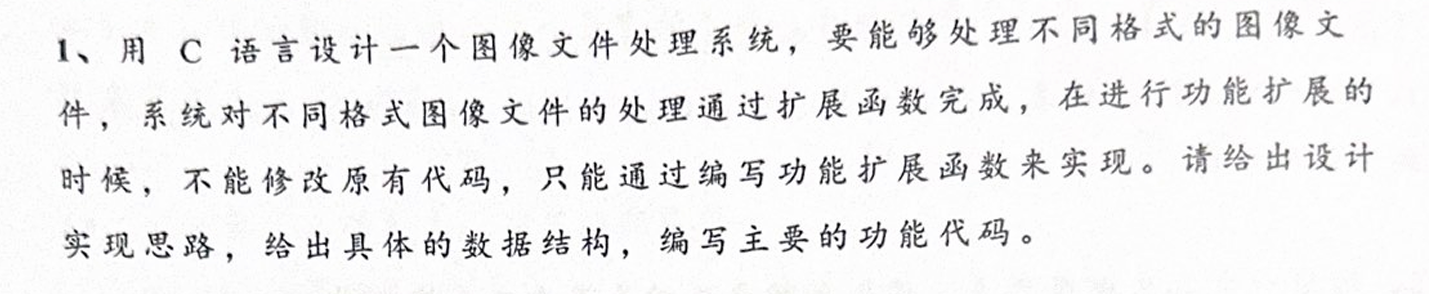 1、用 C 语言设计一个图像文件处理系统，要能够处理不同格式的图像文
件，系统对不同格式图像文件的处理通过扩展函数完成，在进行功能扩展的
时候，不能修改原有代码，只能通过编写功能扩展函数来实现。请给出设计
实现思路，给出具体的数据结构，编写主要的功能代码。